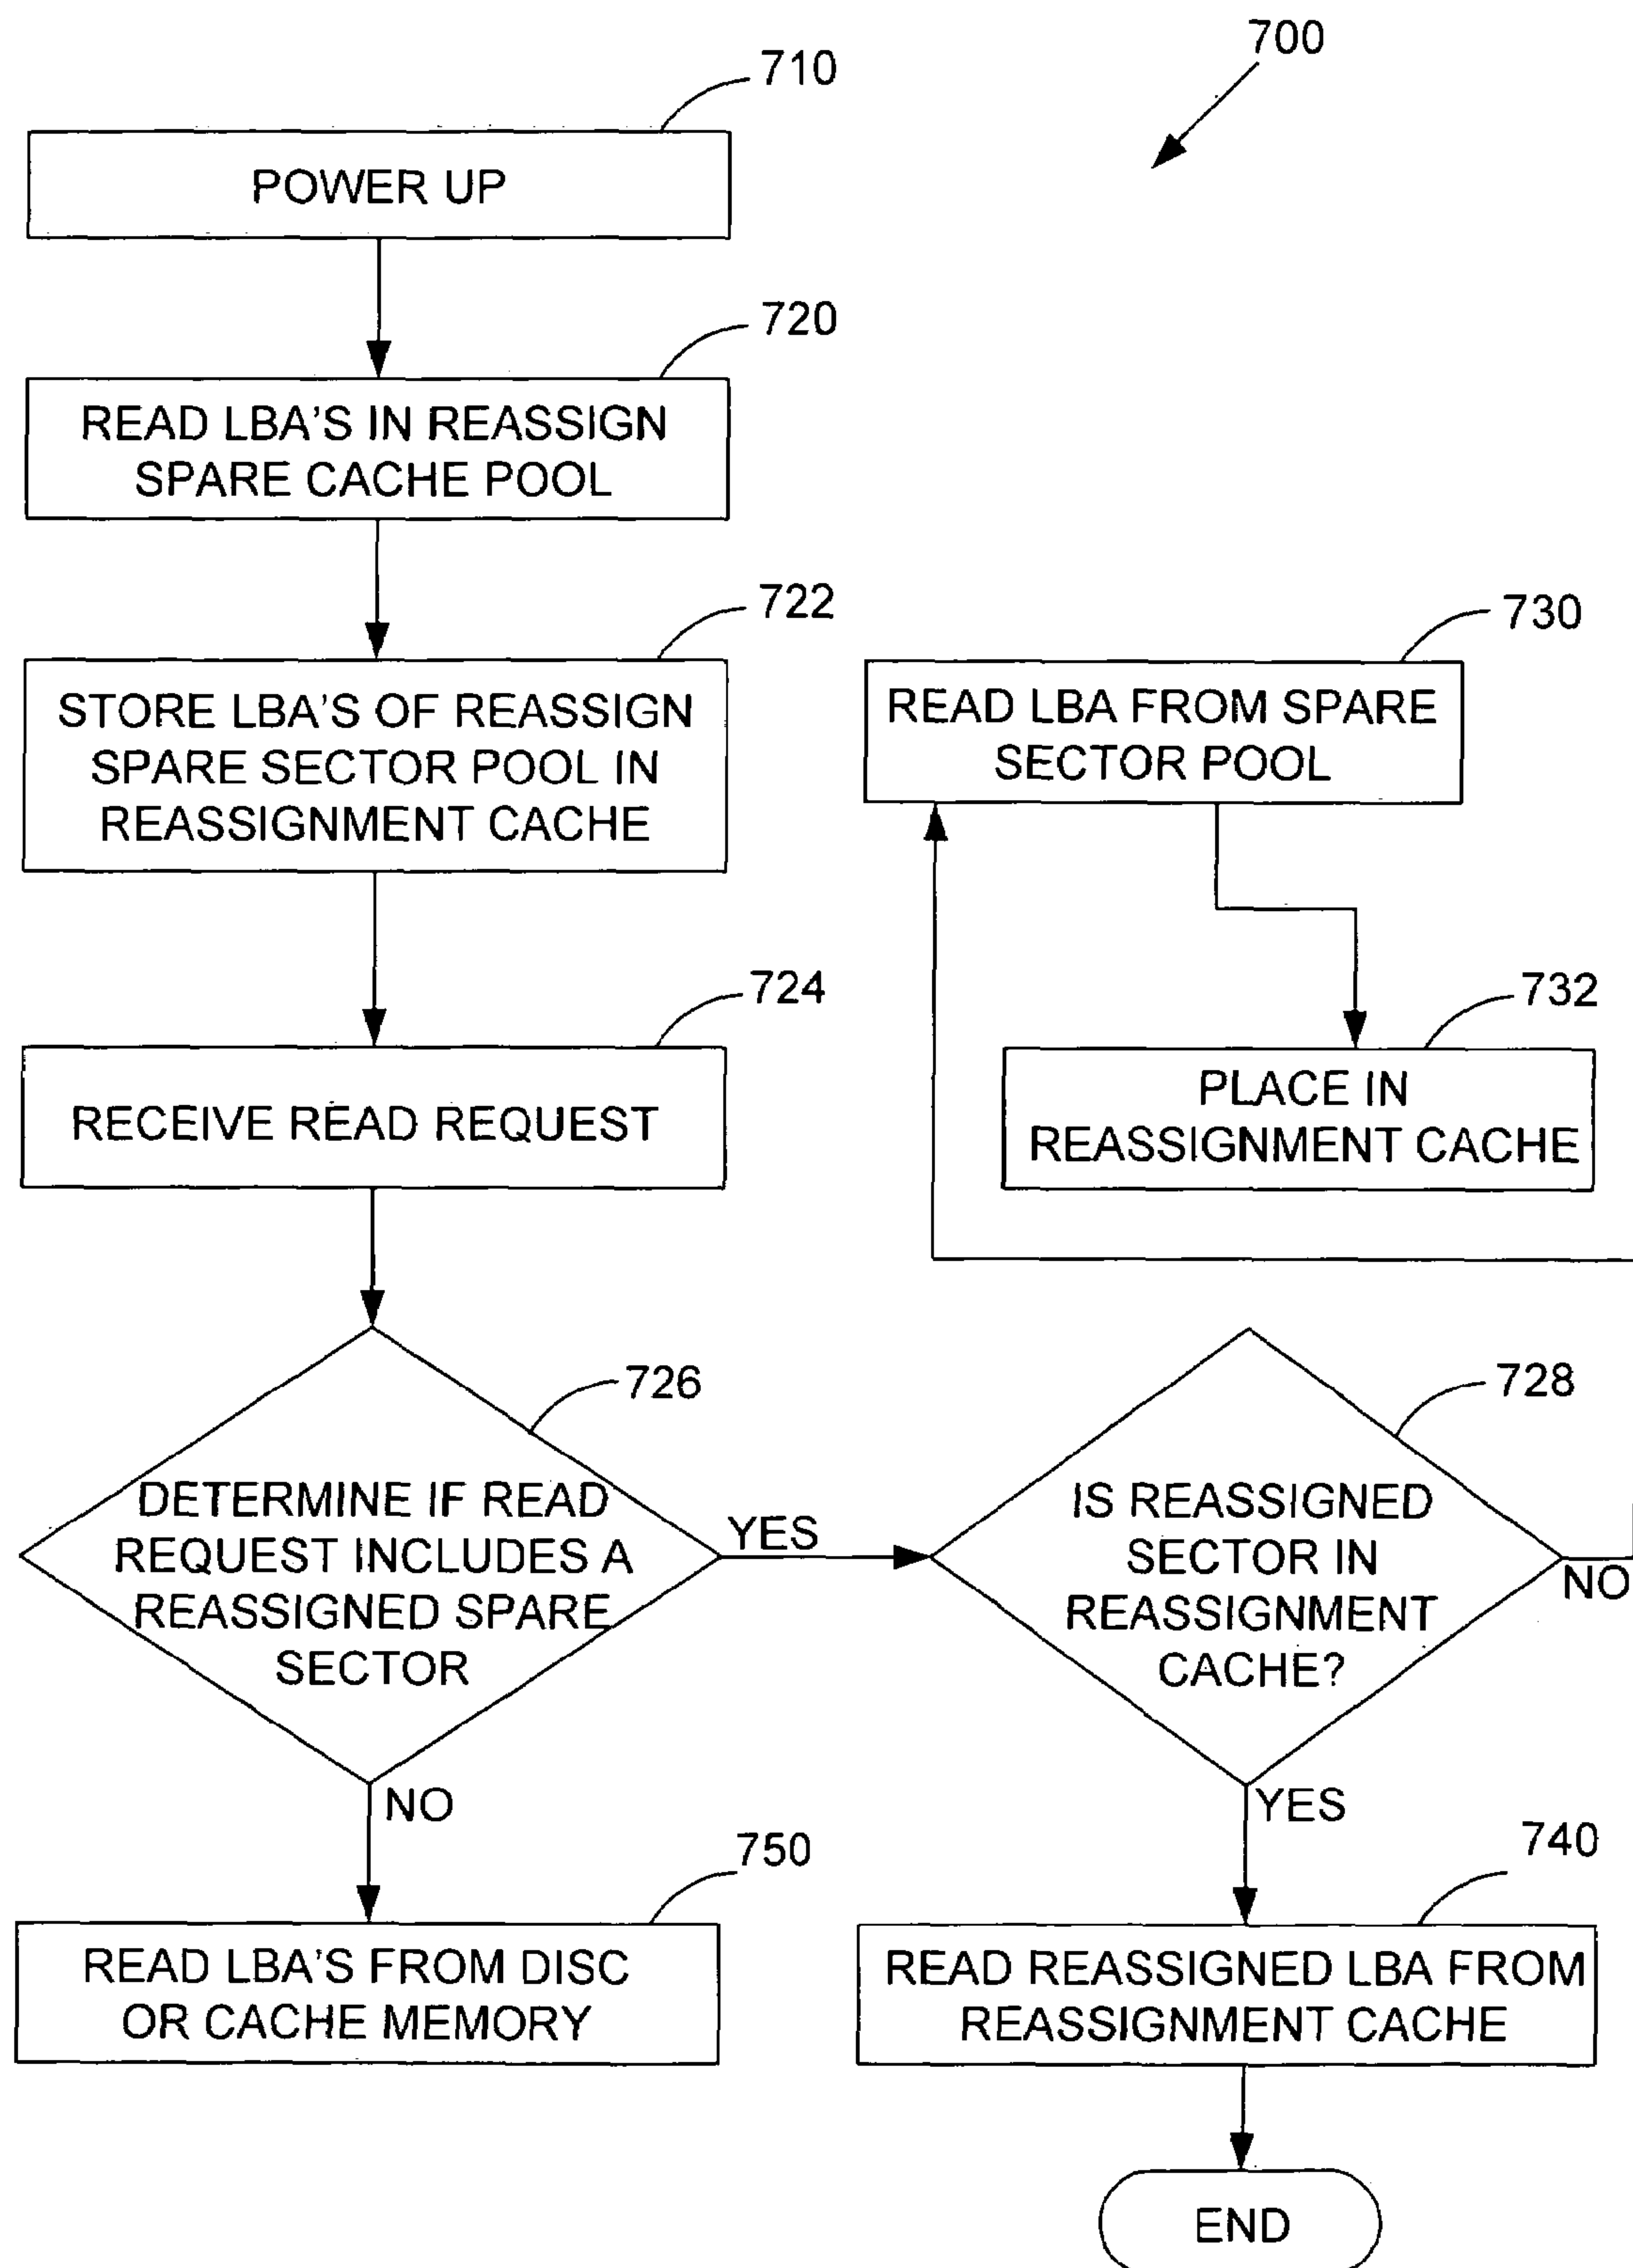 700
710
POWER UP
720
READ LBA'S IN REASSIGN
SPARE CACHE POOL
722
STORE LBA'S OF REASSIGN
SPARE SECTOR POOL IN
REASSIGNMENT CACHE
730
READ LBA FROM SPARE
SECTOR POOL
724
RECEIVE READ REQUEST
732
PLACE IN
REASSIGNMENT CACHE
726
DETERMINE IF READ
REQUEST INCLUDES A
REASSIGNED SPARE
SECTOR
YES
728
IS REASSIGNED
SECTOR IN
REASSIGNMENT
CACHE?
NO
NO
750
READ LBA'S FROM DISC
OR CACHE MEMORY
YES
740
READ REASSIGNED LBA FROM
REASSIGNMENT CACHE
END